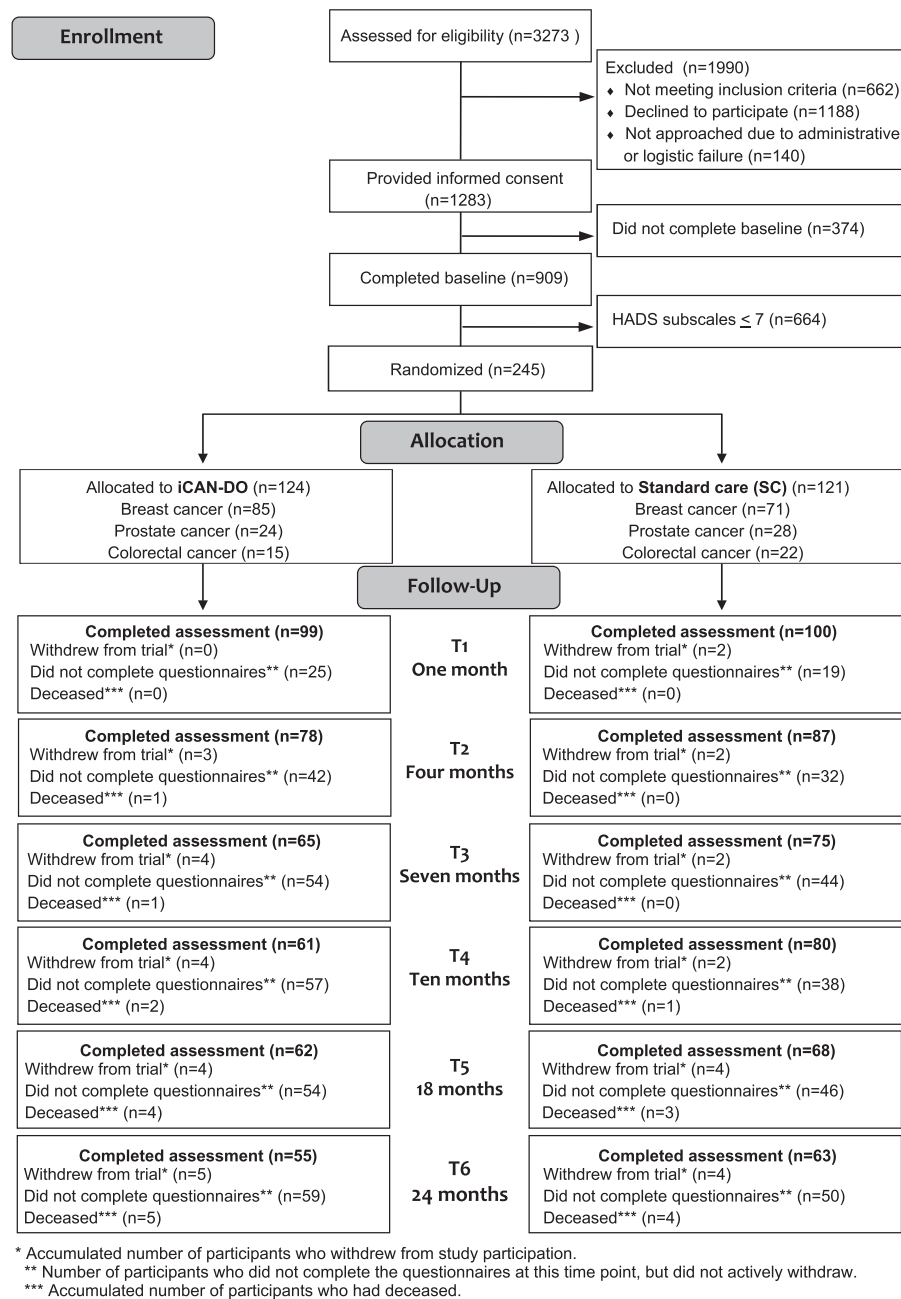 Enrollment
Assessed for eligibility (n=3273 )
Excluded (n=1990)
♦ Not meeting inclusion criteria (n=662)
♦ Declined to participate (n=1188)
♦ Not approached due to administrative
or logistic failure (n=140)
Provided informed consent
(n=1283)
Did not complete baseline (n=374)
Completed baseline (n=909)
HADS subscales ≤ 7 (n=664)
Randomized (n=245)
Allocation
Allocated to iCAN-DO (n=124)
Breast cancer (n=85)
Prostate cancer (n=24)
Colorectal cancer (n=15)
Allocated to Standard care (SC) (n=121)
Breast cancer (n=71)
Prostate cancer (n=28)
Colorectal cancer (n=22)
Follow-Up
Completed assessment (n=99)
Withdrew from trial* (n=0)
Did not complete questionnaires** (n=25)
Deceased*** (n=0)
T1
One month
Completed assessment (n=100)
Withdrew from trial* (n=2)
Did not complete questionnaires** (n=19)
Deceased*** (n=0)
Completed assessment (n=78)
Withdrew from trial* (n=3)
Did not complete questionnaires** (n=42)
Deceased*** (n=1)
T2
Four months
Completed assessment (n=87)
Withdrew from trial* (n=2)
Did not complete questionnaires** (n=32)
Deceased*** (n=0)
Completed assessment (n=65)
Withdrew from trial* (n=4)
Did not complete questionnaires** (n=54)
Deceased*** (n=1)
T3
Seven months
Completed assessment (n=75)
Withdrew from trial* (n=2)
Did not complete questionnaires** (n=44)
Deceased*** (n=0)
Completed assessment (n=61)
Withdrew from trial* (n=4)
Did not complete questionnaires** (n=57)
Deceased*** (n=2)
T4
Ten months
Completed assessment (n=80)
Withdrew from trial* (n=2)
Did not complete questionnaires** (n=38)
Deceased*** (n=1)
Completed assessment (n=62)
Withdrew from trial* (n=4)
Did not complete questionnaires** (n=54)
Deceased*** (n=4)
T5
18 months
Completed assessment (n=68)
Withdrew from trial* (n=4)
Did not complete questionnaires** (n=46)
Deceased*** (n=3)
Completed assessment (n=55)
Withdrew from trial* (n=5)
Did not complete questionnaires** (n=59)
Deceased*** (n=5)
T6
24 months
Completed assessment (n=63)
Withdrew from trial* (n=4)
Did not complete questionnaires** (n=50)
Deceased*** (n=4)
* Accumulated number of participants who withdrew from study participation.
** Number of participants who did not complete the questionnaires at this time point, but did not actively withdraw.
*** Accumulated number of participants who had deceased.